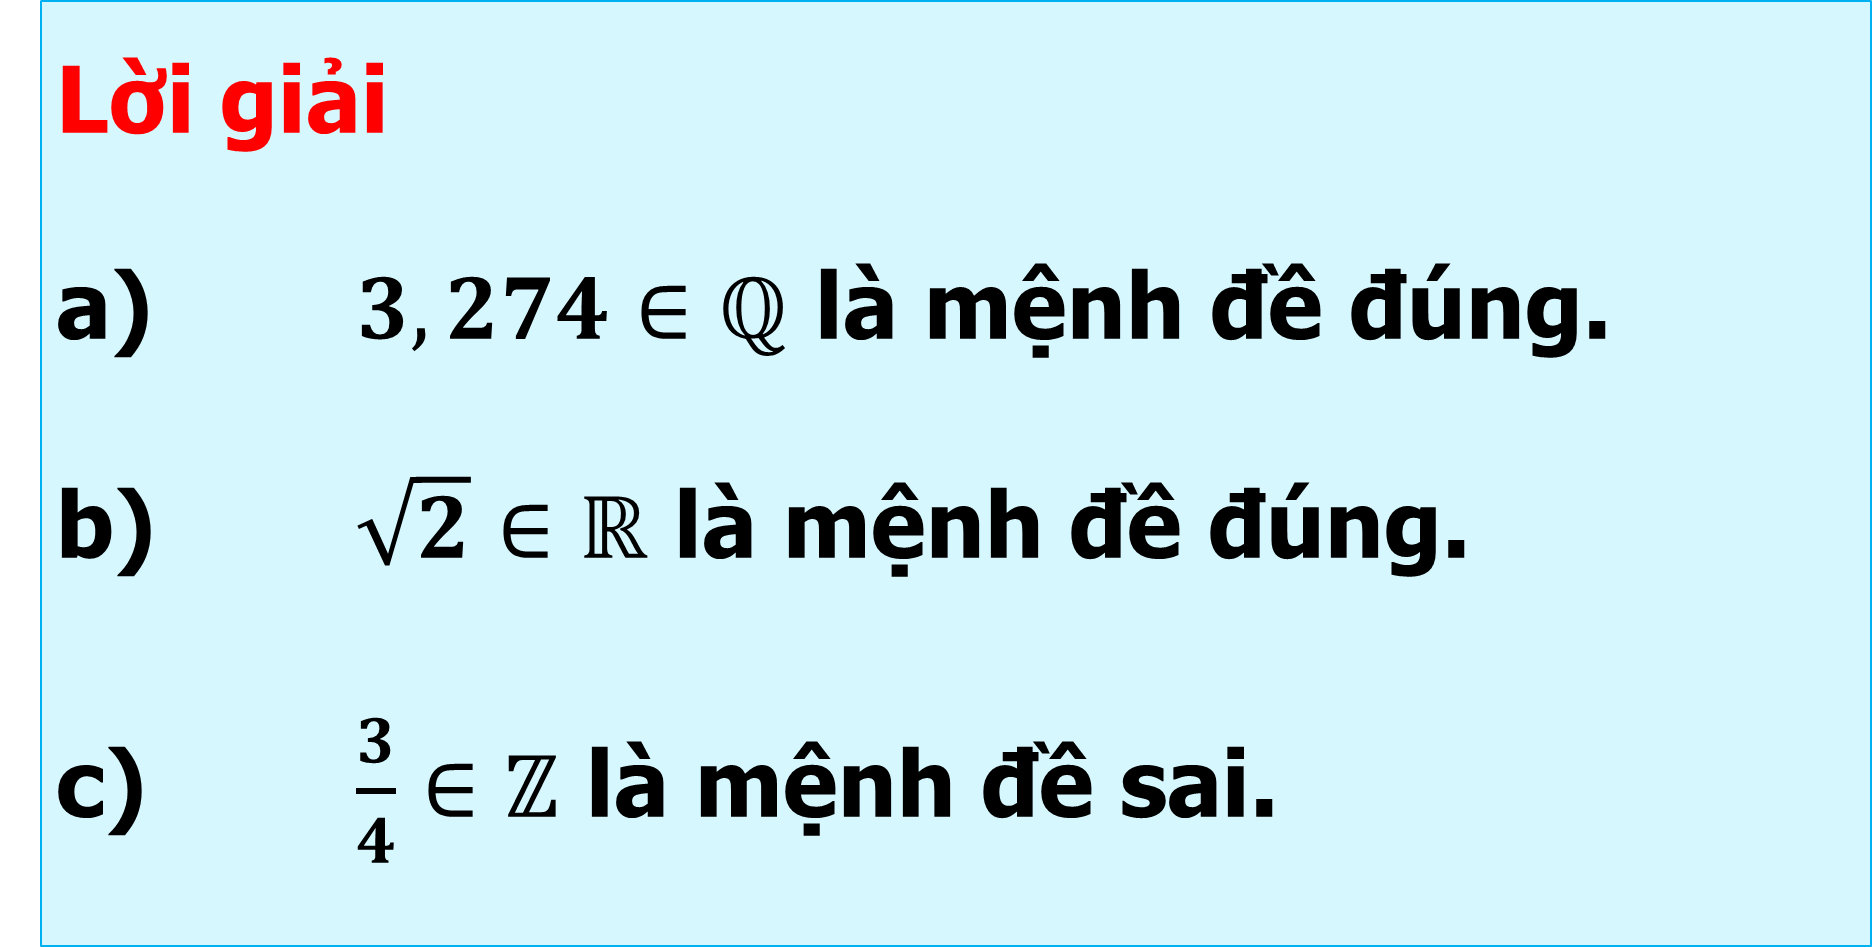 Lời giải
a) 3,274 ∈ ℚ là mệnh đề đúng.
b) √2 ∈ ℝ là mệnh đề đúng.
c) 3/4 ∈ ℤ là mệnh đề sai.